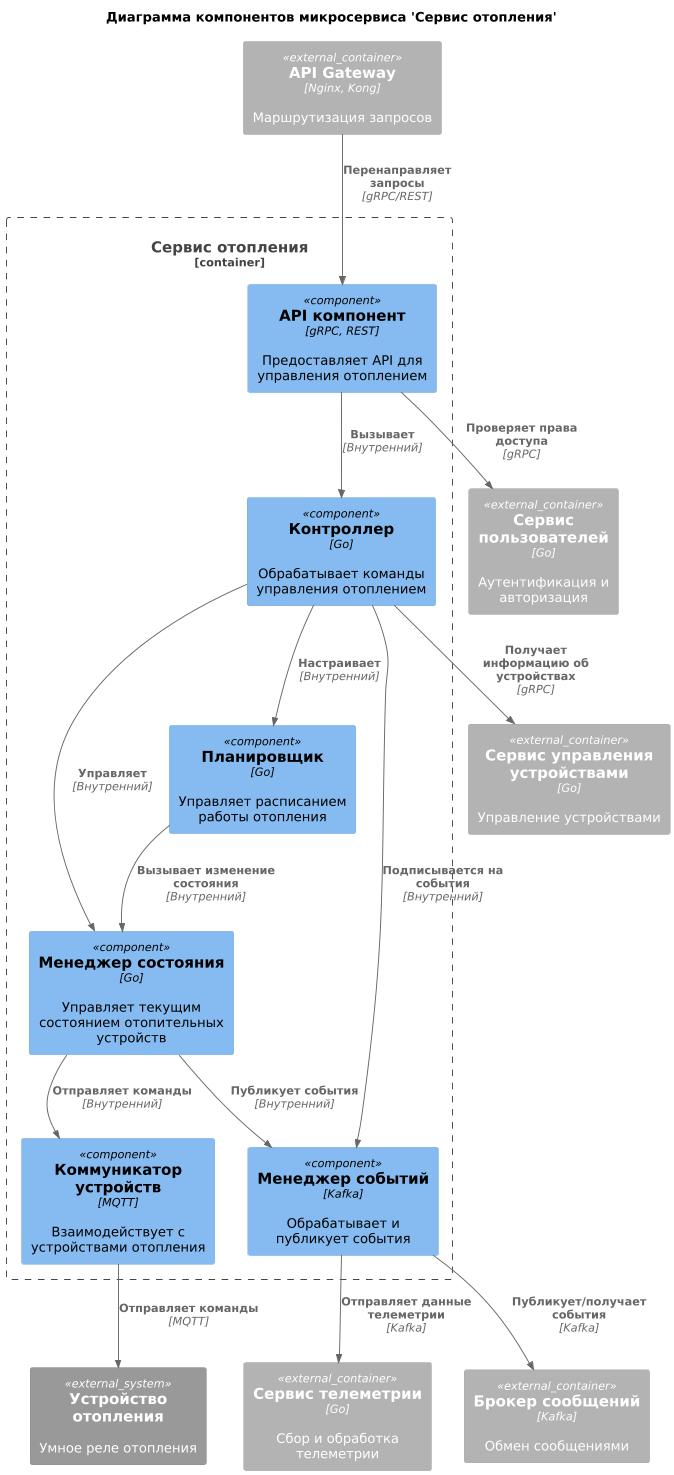 Диаграмма компонентов микросервиса 'Сервис отопления'
«external_container»
API Gateway
[Nginx, Kong]
Маршрутизация запросов
Перенаправляет
запросы
[gRPC/REST]
Сервис отопления
[container]
«component»
API компонент
[gRPC, REST]
Предоставляет API для
управления отоплением
Вызывает
[Внутренний]
Проверяет права
доступа
[gRPC]
«component»
Контроллер
[Go]
Обрабатывает команды
управления отоплением
«external_container»
Сервис
пользователей
[Go]
Аутентификация и
авторизация
Настраивает
[Внутренний]
Получает
информацию об
устройствах
[gRPC]
«component»
Планировщик
[Go]
Управляет расписанием
работы отопления
«external_container»
Сервис управления
устройствами
[Go]
Управление устройствами
Управляет
[Внутренний]
Вызывает изменение
состояния
[Внутренний]
Подписывается на
события
[Внутренний]
«component»
Менеджер состояния
[Go]
Управляет текущим
состоянием отопительных
устройств
Отправляет команды
[Внутренний]
Публикует события
[Внутренний]
«component»
Коммуникатор
устройств
[MQTT]
Взаимодействует с
устройствами отопления
«component»
Менеджер событий
[Kafka]
Обрабатывает и
публикует события
Отправляет команды
[MQTT]
Отправляет данные
телеметрии
[Kafka]
Публикует/получает
события
[Kafka]
«external_system»
Устройство
отопления
Умное реле отопления
«external_container»
Сервис телеметрии
[Go]
Сбор и обработка
телеметрии
«external_container»
Брокер сообщений
[Kafka]
Обмен сообщениями